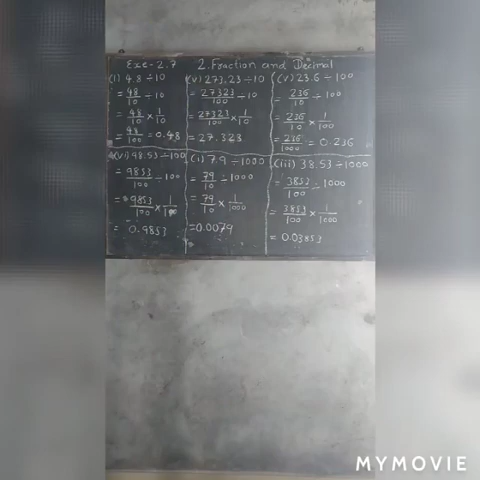 Exe-2.7 2. Fraction and Decimal
(i) 4.8 ÷ 10
= 48/10 ÷ 10
= 48/10 × 1/10
= 48/100 = 0.48
(v) 273.23 ÷ 10
= 27323/100 ÷ 10
= 27323/100 × 1/10
= 27.323
(v) 23.6 ÷ 100
= 236/10 ÷ 100
= 236/10 × 1/100
= 236/1000 = 0.236
(vi) 98.53 ÷ 100
= 9853/100 ÷ 100
= 9853/100 × 1/100
= 0.9853
(i) 7.9 ÷ 1000
= 79/10 ÷ 1000
= 79/10 × 1/1000
= 0.0079
(iii) 38.53 ÷ 1000
= 3853/100 ÷ 1000
= 3853/100 × 1/1000
= 0.03853
MYMOVIE